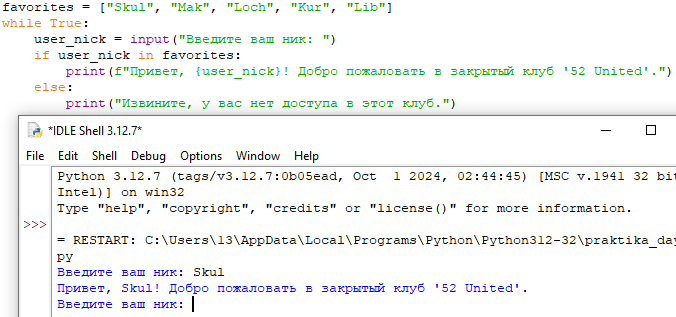 favorites = ["Skul", "Mak", "Loch", "Kur", "Lib"]
while True:
    user_nick = input("Введите ваш ник: ")
    if user_nick in favorites:
        print(f"Привет, {user_nick}! Добро пожаловать в закрытый клуб '52 United'.")
    else:
        print("Извините, у вас нет доступа в этот клуб.")
*IDLE Shell 3.12.7*
File Edit Shell Debug Options Window Help
Python 3.12.7 (tags/v3.12.7:0b05ead, Oct  1 2024, 02:44:45) [MSC v.1941 32 bit
Intel)] on win32
Type "help", "copyright", "credits" or "license()" for more information.
>>>
= RESTART: C:\Users\13\AppData\Local\Programs\Python\Python312-32\praktika_day
py
Введите ваш ник: Skul
Привет, Skul! Добро пожаловать в закрытый клуб '52 United'.
Введите ваш ник: